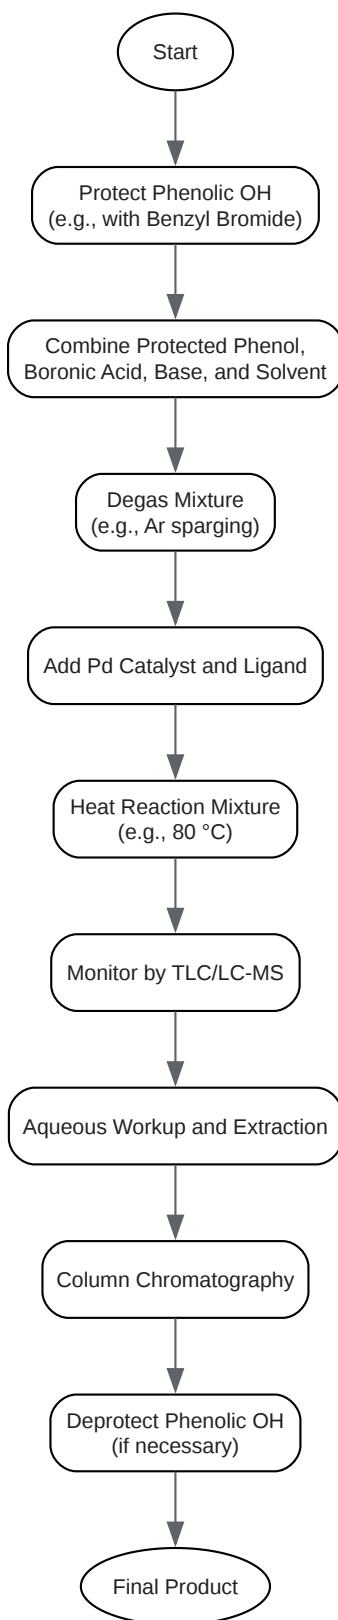 Start
Protect Phenolic OH
(e.g., with Benzyl Bromide)
Combine Protected Phenol,
Boronic Acid, Base, and Solvent
Degas Mixture
(e.g., Ar sparging)
Add Pd Catalyst and Ligand
Heat Reaction Mixture
(e.g., 80 °C)
Monitor by TLC/LC-MS
Aqueous Workup and Extraction
Column Chromatography
Deprotect Phenolic OH
(if necessary)
Final Product